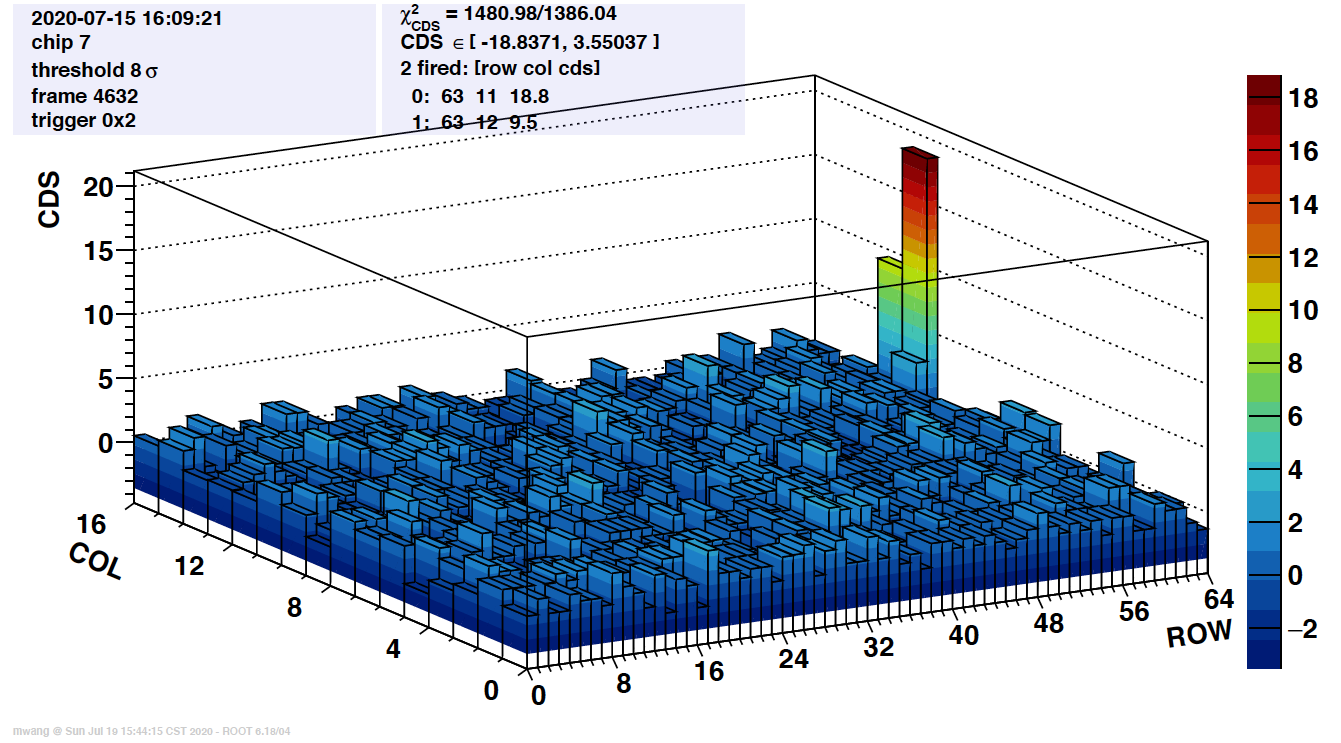 2020-07-15 16:09:21
chip 7
threshold 8 σ
frame 4632
trigger 0x2
χ²CDS = 1480.98/1386.04
CDS ∈ [ -18.8371, 3.55037 ]
2 fired: [row col cds]
0: 63 11 18.8
1: 63 12 9.5
CDS
20
15
10
5
0
16
12
8
4
0
COL
0
8
16
24
32
40
48
56
64
ROW
18
16
14
12
10
8
6
4
2
0
−2
mwang @ Sun Jul 19 15:44:15 CST 2020 - ROOT 6.18/04